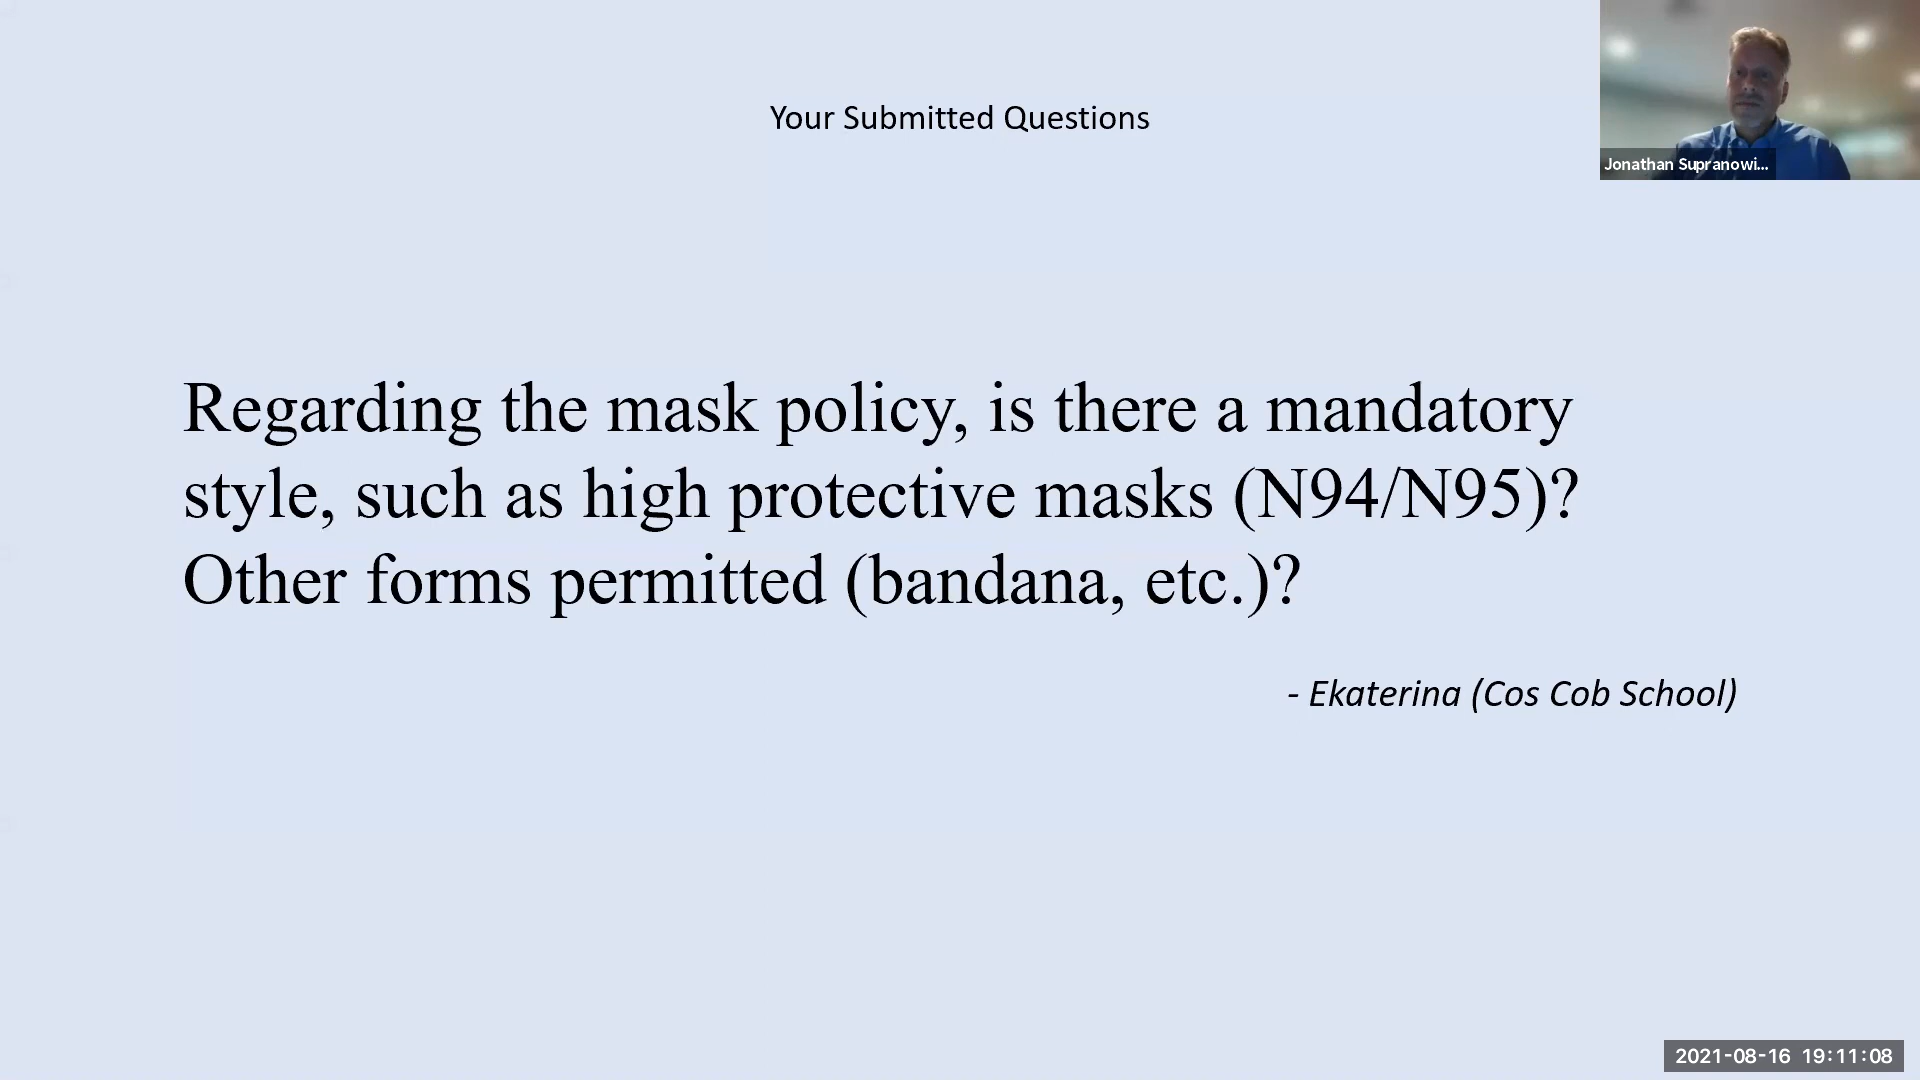 Your Submitted Questions
Jonathan Supranowi...
Regarding the mask policy, is there a mandatory
style, such as high protective masks (N94/N95)?
Other forms permitted (bandana, etc.)?
- Ekaterina (Cos Cob School)
2021-08-16 19:11:08